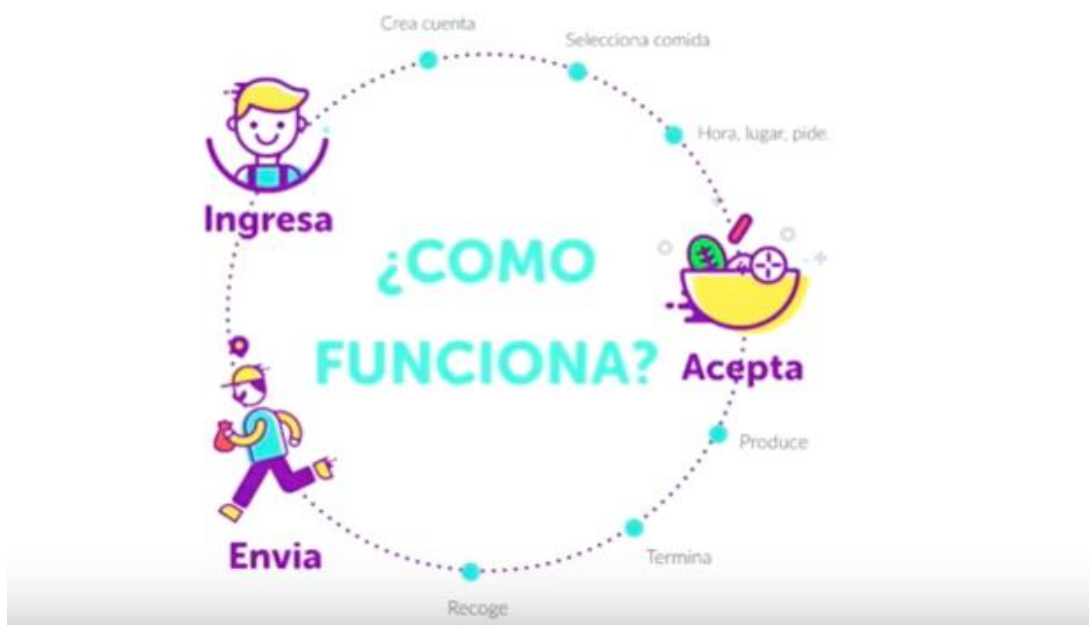 Crea cuenta
Selecciona comida
Hora, lugar, pide.
Ingresa
¿COMO
FUNCIONA?
Acepta
Produce
Termina
Envia
Recoge